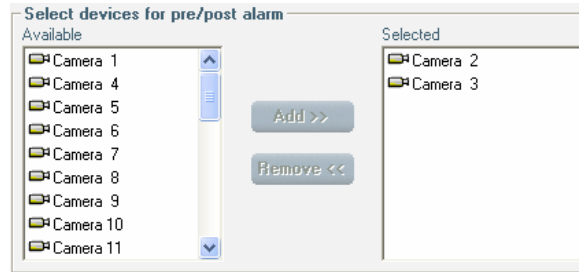 Select devices for pre/post alarm
Available
Camera 1
Camera 4
Camera 5
Camera 6
Camera 7
Camera 8
Camera 9
Camera 10
Camera 11
Add >>
Remove <<
Selected
Camera 2
Camera 3